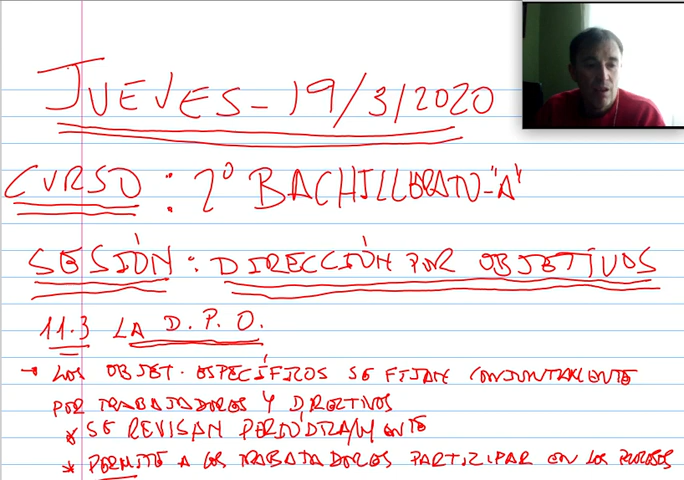 JUEVES - 19/3/2020
CURSO : 2º BACHILLERATO - "A"
SESIÓN : DIRECCIÓN POR OBJETIVOS
11.3 LA D. P. O.
→ LOS OBJET. ESPECÍFICOS SE FIJAN CONJUNTAMENTE
POR TRABAJADORES Y DIRECTIVOS
* SE REVISAN PERIÓDICAMENTE
* PERMITE A LOS TRABAJADORES PARTICIPAR EN LOS PROCESOS